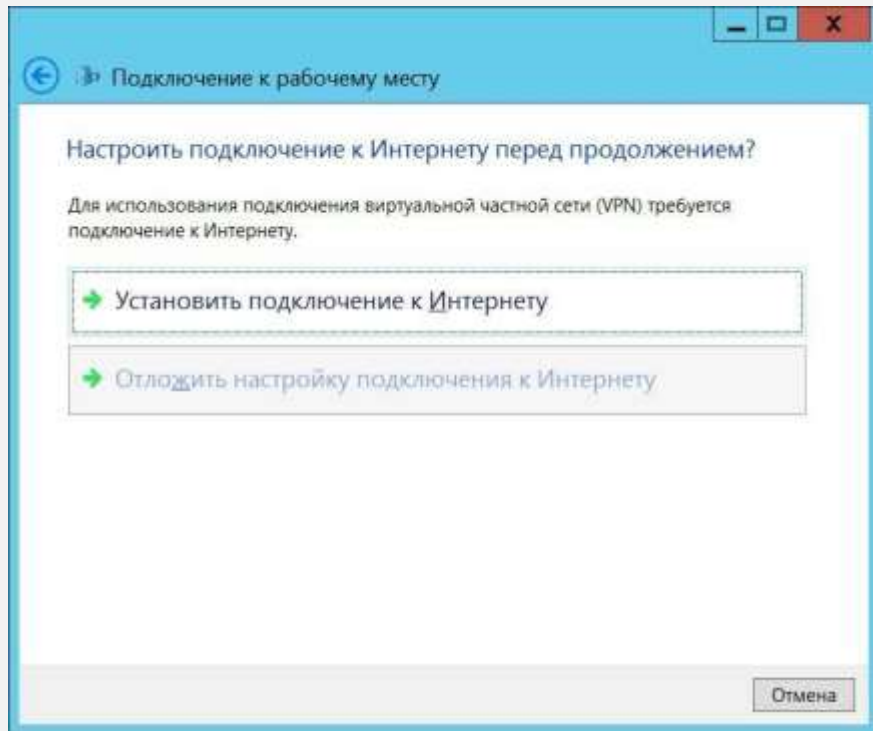 Подключение к рабочему месту
Настроить подключение к Интернету перед продолжением?
Для использования подключения виртуальной частной сети (VPN) требуется
подключение к Интернету.
Установить подключение к Интернету
Отложить настройку подключения к Интернету
Отмена